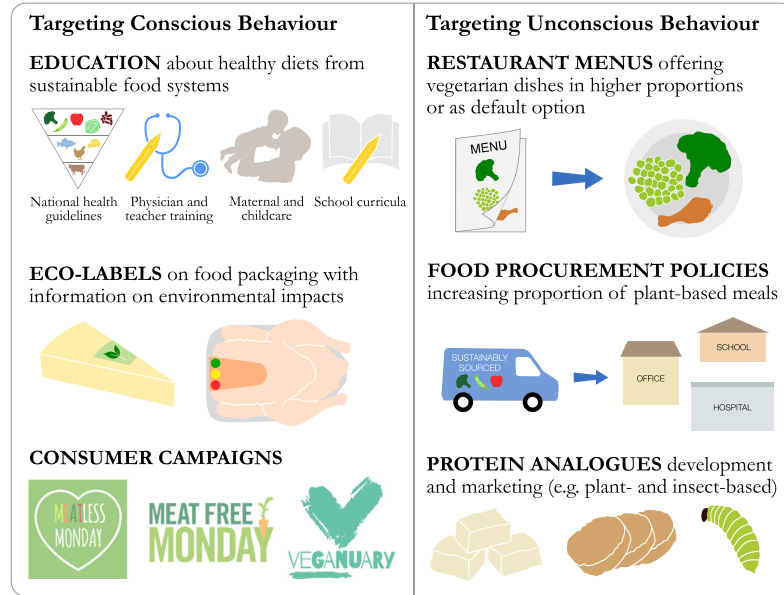 Targeting Conscious Behaviour
EDUCATION about healthy diets from
sustainable food systems
National health
guidelines
Physician and
teacher training
Maternal and
childcare
School curricula
ECO-LABELS on food packaging with
information on environmental impacts
CONSUMER CAMPAIGNS
MEATLESS
MONDAY
MEAT FREE
MONDAY
VEGANUARY
Targeting Unconscious Behaviour
RESTAURANT MENUS offering
vegetarian dishes in higher proportions
or as default option
MENU
FOOD PROCUREMENT POLICIES
increasing proportion of plant-based meals
SUSTAINABLY
SOURCED
OFFICE
SCHOOL
HOSPITAL
PROTEIN ANALOGUES development
and marketing (e.g. plant- and insect-based)